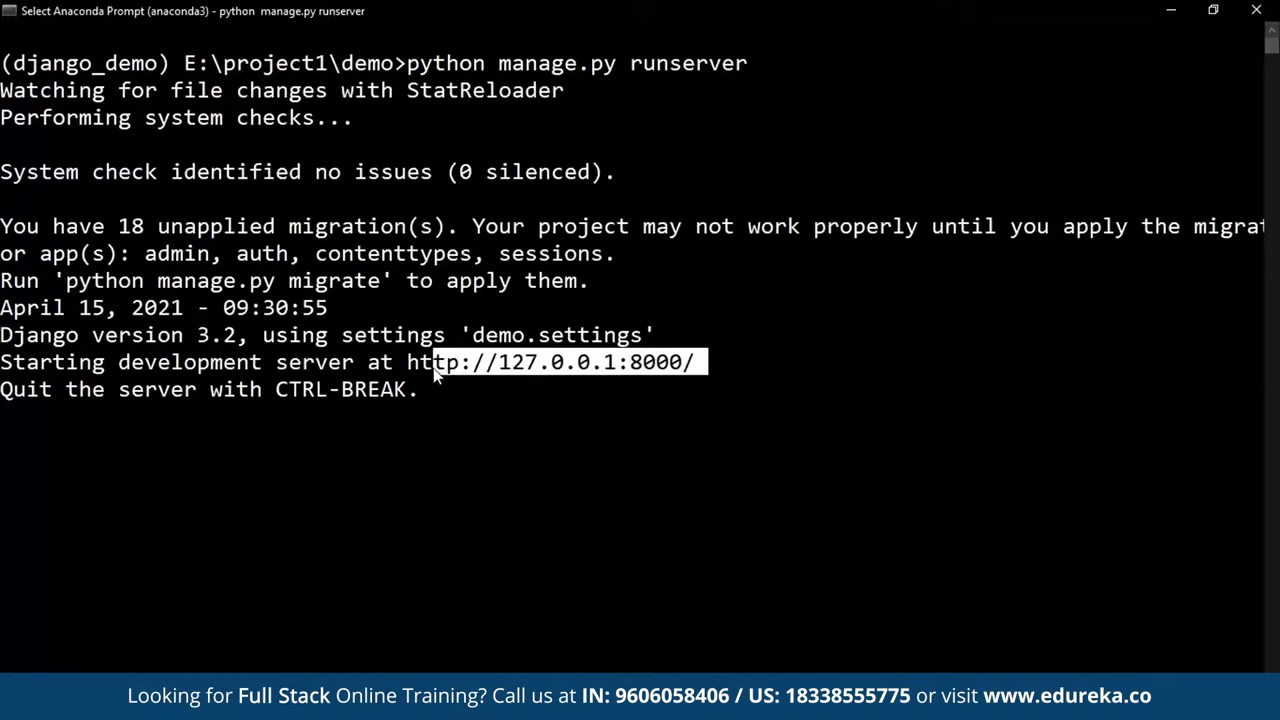 Select Anaconda Prompt (anaconda3) - python  manage.py runserver
(django_demo) E:\project1\demo>python manage.py runserver
Watching for file changes with StatReloader
Performing system checks...
System check identified no issues (0 silenced).
You have 18 unapplied migration(s). Your project may not work properly until you apply the migrat
or app(s): admin, auth, contenttypes, sessions.
Run 'python manage.py migrate' to apply them.
April 15, 2021 - 09:30:55
Django version 3.2, using settings 'demo.settings'
Starting development server at http://127.0.0.1:8000/
Quit the server with CTRL-BREAK.
Looking for Full Stack Online Training? Call us at IN: 9606058406 / US: 18338555775 or visit www.edureka.co